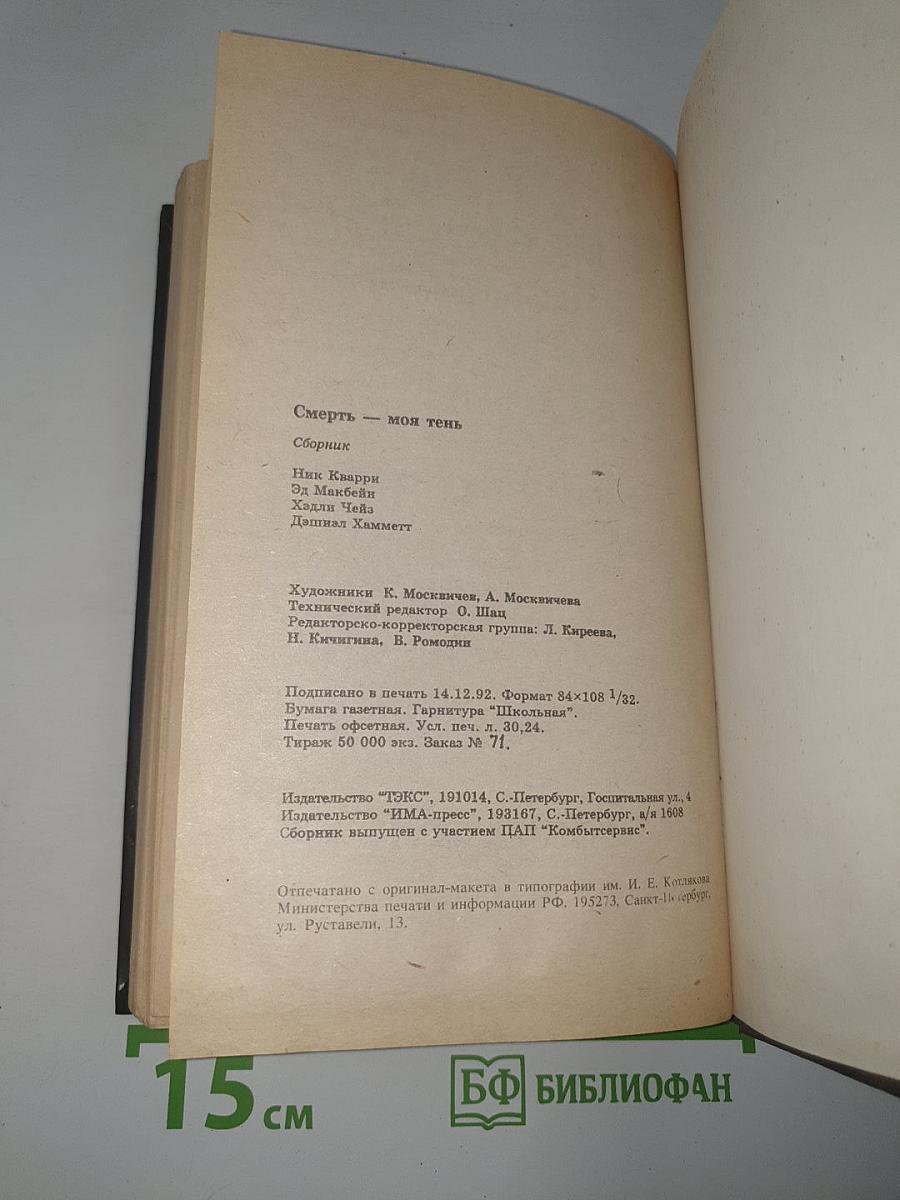 Смерть — моя тень
Сборник
Ник Кварри
Эд Макбейн
Хэдли Чейз
Дэшиэл Хамметт
Художники К. Москвичев, А. Москвичева
Технический редактор О. Шац
Редакторско-корректорская группа: Л. Киреева,
Н. Кичигина, В. Ромодин
Подписано в печать 14.12.92. Формат 84×108 1/32.
Бумага газетная. Гарнитура "Школьная".
Печать офсетная. Усл. печ. л. 30,24.
Тираж 50 000 экз. Заказ № 71.
Издательство "ТЭКС", 191014, С.-Петербург, Госпитальная ул., 4
Издательство "ИМА-пресс", 193167, С.-Петербург, а/я 1608
Сборник выпущен с участием ЦАП "Комбытсервис".
Отпечатано с оригинал-макета в типографии им. И. Е. Котлякова
Министерства печати и информации РФ. 195273, Санкт-Петербург,
ул. Руставели, 13.
15 см
БФ БИБЛИОФАН